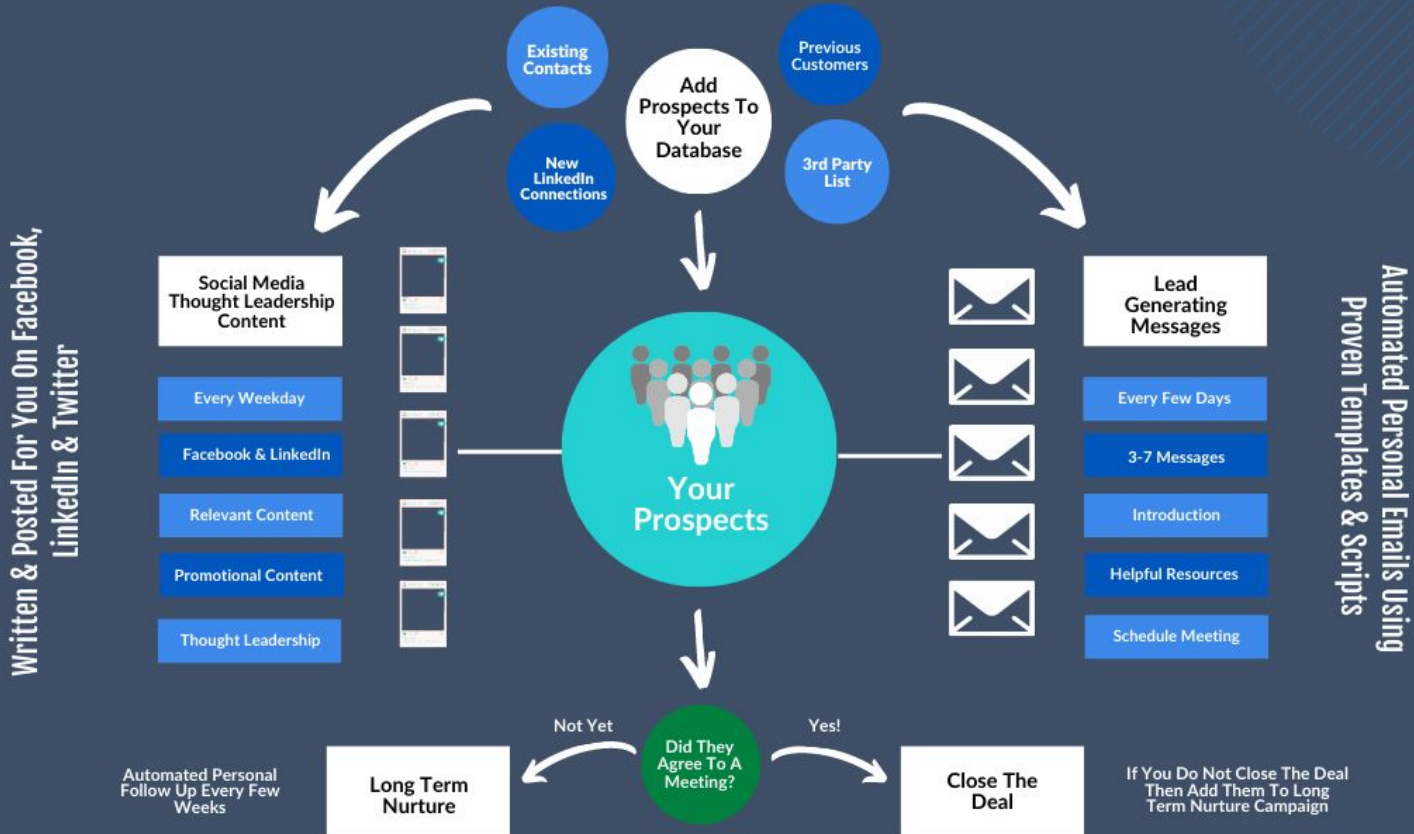 Existing
Contacts
Add
Prospects To
Your
Database
Previous
Customers
New
LinkedIn
Connections
3rd Party
List
Written & Posted For You On Facebook,
LinkedIn & Twitter
Social Media
Thought Leadership
Content
Every Weekday
Facebook & LinkedIn
Relevant Content
Promotional Content
Thought Leadership
Your
Prospects
Lead
Generating
Messages
Every Few Days
3-7 Messages
Introduction
Helpful Resources
Schedule Meeting
Automated Personal Emails Using
Proven Templates & Scripts
Not Yet
Did They
Agree To A
Meeting?
Yes!
Automated Personal
Follow Up Every Few
Weeks
Long Term
Nurture
Close The
Deal
If You Do Not Close The Deal
Then Add Them To Long
Term Nurture Campaign